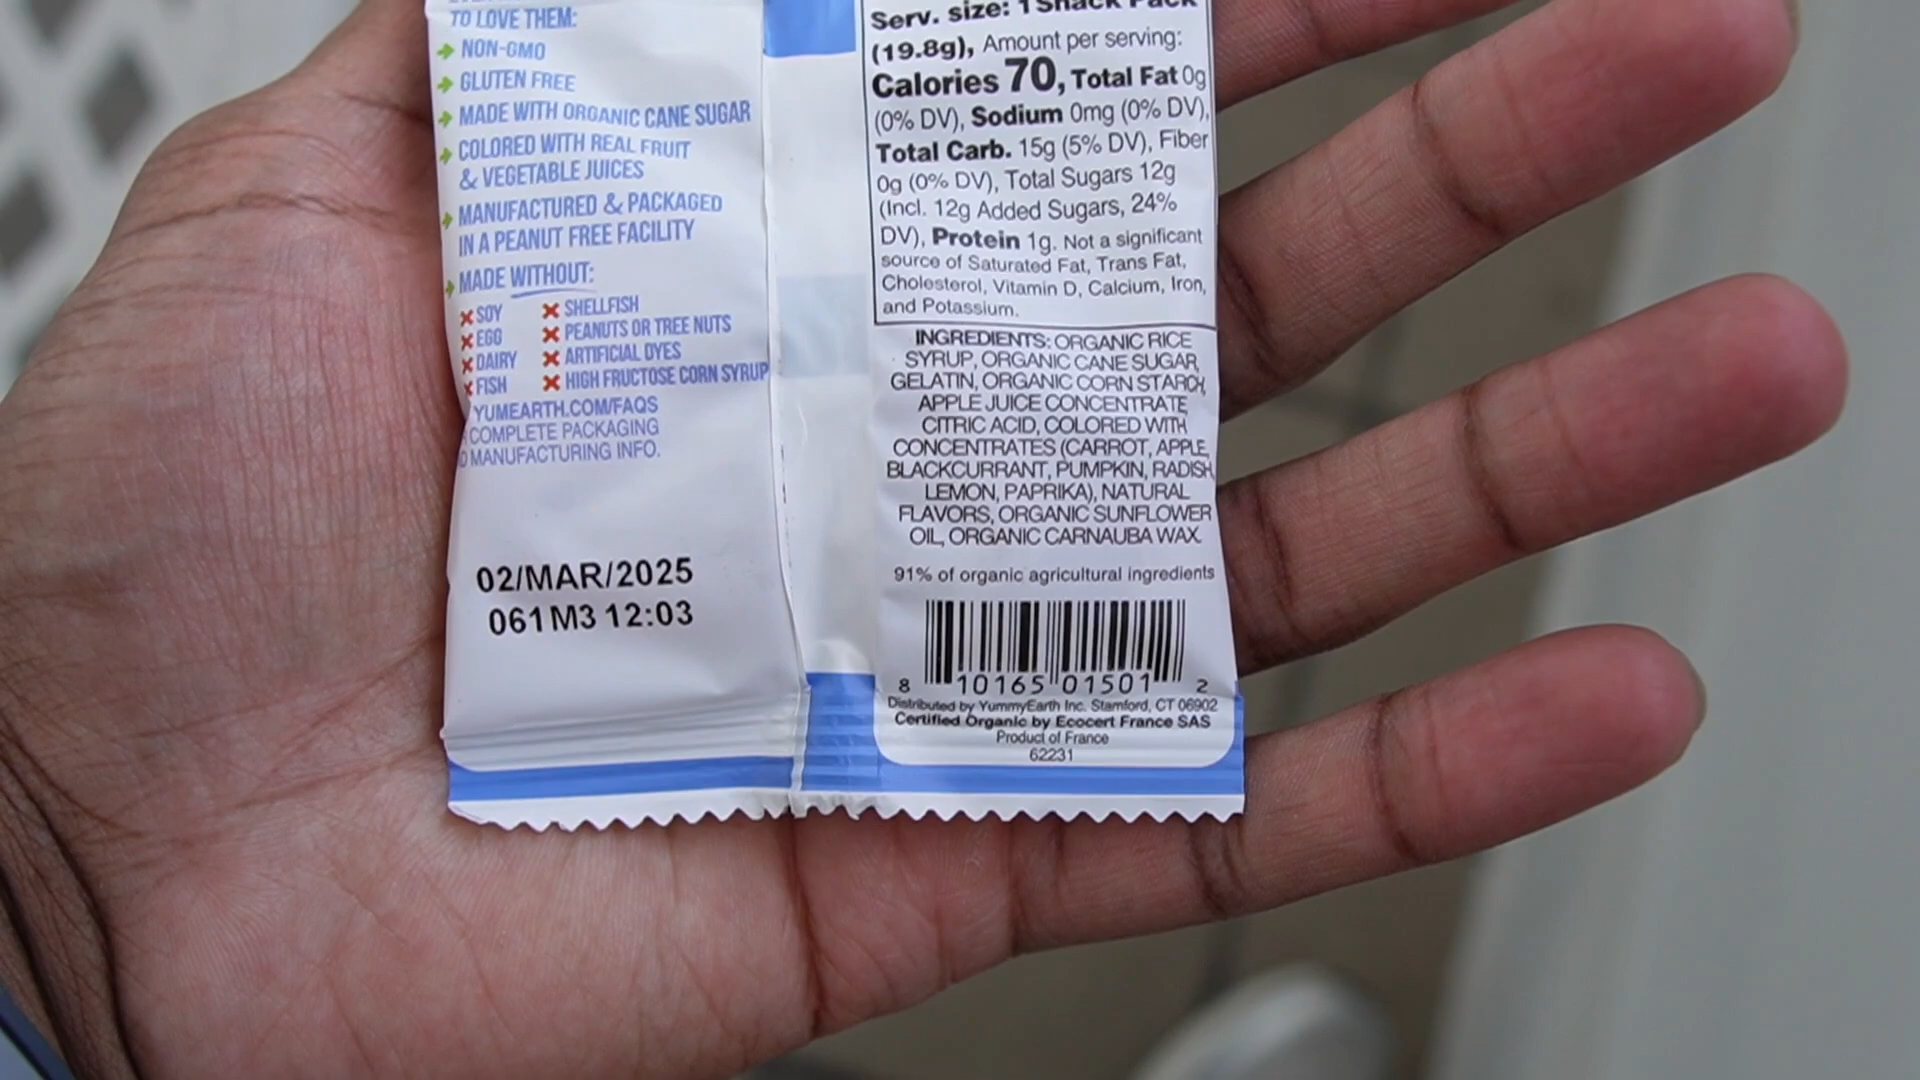 TO LOVE THEM:
NON-GMO
GLUTEN FREE
MADE WITH ORGANIC CANE SUGAR
COLORED WITH REAL FRUIT
& VEGETABLE JUICES
MANUFACTURED & PACKAGED
IN A PEANUT FREE FACILITY
MADE WITHOUT:
SOY
EGG
DAIRY
FISH
SHELLFISH
PEANUTS OR TREE NUTS
ARTIFICIAL DYES
HIGH FRUCTOSE CORN SYRUP
YUMEARTH.COM/FAQS
COMPLETE PACKAGING
MANUFACTURING INFO.
02/MAR/2025
061 M3 12:03
Serv. size: 1 Snack Pack
(19.8g), Amount per serving:
Calories 70, Total Fat 0g
(0% DV), Sodium 0mg (0% DV),
Total Carb. 15g (5% DV), Fiber
0g (0% DV), Total Sugars 12g
(Incl. 12g Added Sugars, 24%
DV), Protein 1g. Not a significant
source of Saturated Fat, Trans Fat,
Cholesterol, Vitamin D, Calcium, Iron,
and Potassium.
INGREDIENTS: ORGANIC RICE
SYRUP, ORGANIC CANE SUGAR,
GELATIN, ORGANIC CORN STARCH,
APPLE JUICE CONCENTRATE,
CITRIC ACID, COLORED WITH
CONCENTRATES (CARROT, APPLE,
BLACKCURRANT, PUMPKIN, RADISH,
LEMON, PAPRIKA), NATURAL
FLAVORS, ORGANIC SUNFLOWER
OIL, ORGANIC CARNAUBA WAX.
91% of organic agricultural ingredients
8 10165 01501 2
Distributed by YummyEarth Inc. Stamford, CT 06902
Certified Organic by Ecocert France SAS
Product of France
62231